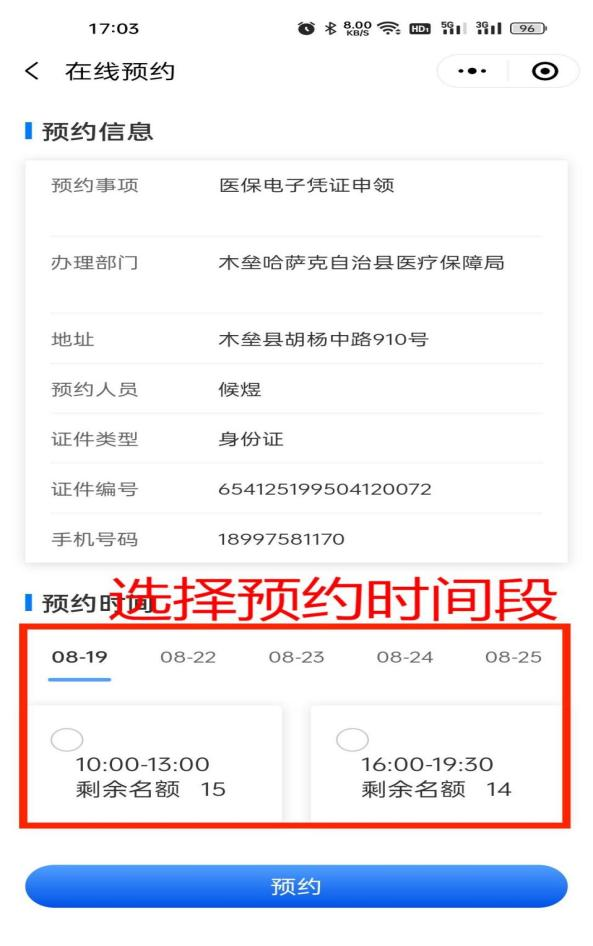 17:03
8.00 KB/S HD1 5G 3G 96
在线预约
预约信息
预约事项 医保电子凭证申领
办理部门 木垒哈萨克自治县医疗保障局
地址 木垒县胡杨中路910号
预约人员 候煜
证件类型 身份证
证件编号 654125199504120072
手机号码 18997581170
选择预约时间段
预约时间
08-19 08-22 08-23 08-24 08-25
10:00-13:00 16:00-19:30
剩余名额 15 剩余名额 14
预约